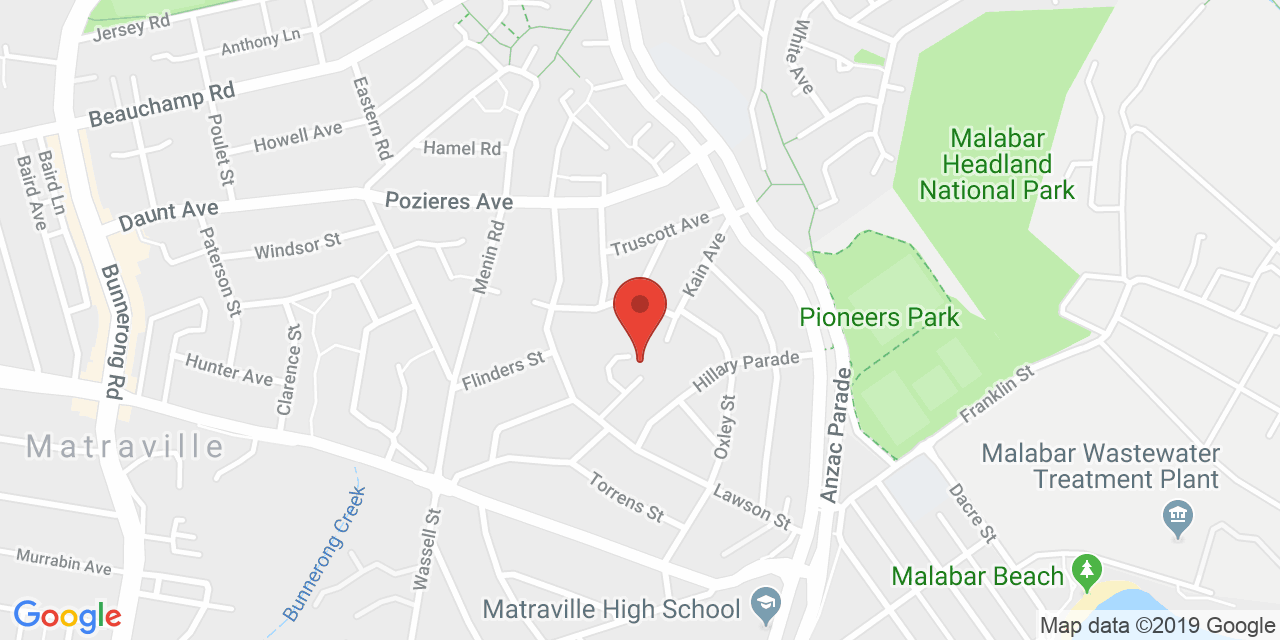 Jersey Rd
Anthony Ln
White Ave
Beauchamp Rd
Eastern Rd
Poulet St
Howell Ave
Hamel Rd
Malabar
Headland
National Park
Baird Ln
Baird Ave
Daunt Ave
Pozieres Ave
Truscott Ave
Windsor St
Menin Rd
Kain Ave
Paterson St
Bunnerong Rd
Pioneers Park
Clarence St
Hunter Ave
Flinders St
Hillary Parade
Franklin St
Anzac Parade
Oxley St
Matraville
Malabar Wastewater
Treatment Plant
Torrens St
Lawson St
Dacre St
Bunnerong Creek
Wassell St
Murrabin Ave
Malabar Beach
Matraville High School
Google
Map data ©2019 Google